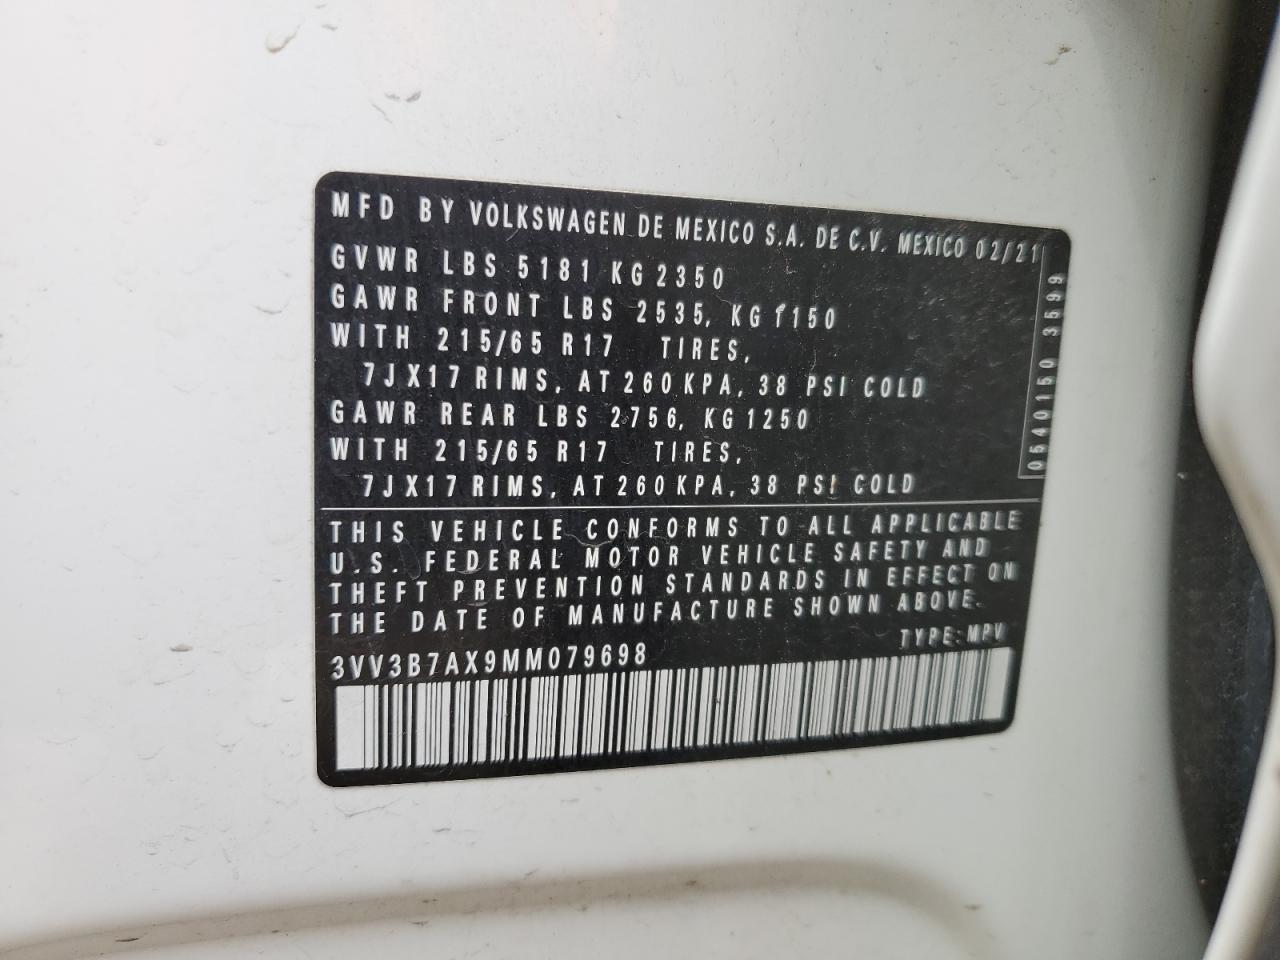 MFD BY VOLKSWAGEN DE MEXICO S.A. DE C.V. MEXICO 02/21
GVWR LBS 5181 KG 2350
GAWR FRONT LBS 2535, KG 1150
WITH 215/65 R17 TIRES,
7JX17 RIMS, AT 260 KPA, 38 PSI COLD
GAWR REAR LBS 2756, KG 1250
WITH 215/65 R17 TIRES,
7JX17 RIMS, AT 260 KPA, 38 PSI COLD
0540150 3599
THIS VEHICLE CONFORMS TO ALL APPLICABLE
U.S. FEDERAL MOTOR VEHICLE SAFETY AND
THEFT PREVENTION STANDARDS IN EFFECT ON
THE DATE OF MANUFACTURE SHOWN ABOVE.
3VV3B7AX9MM079698 TYPE: MPV